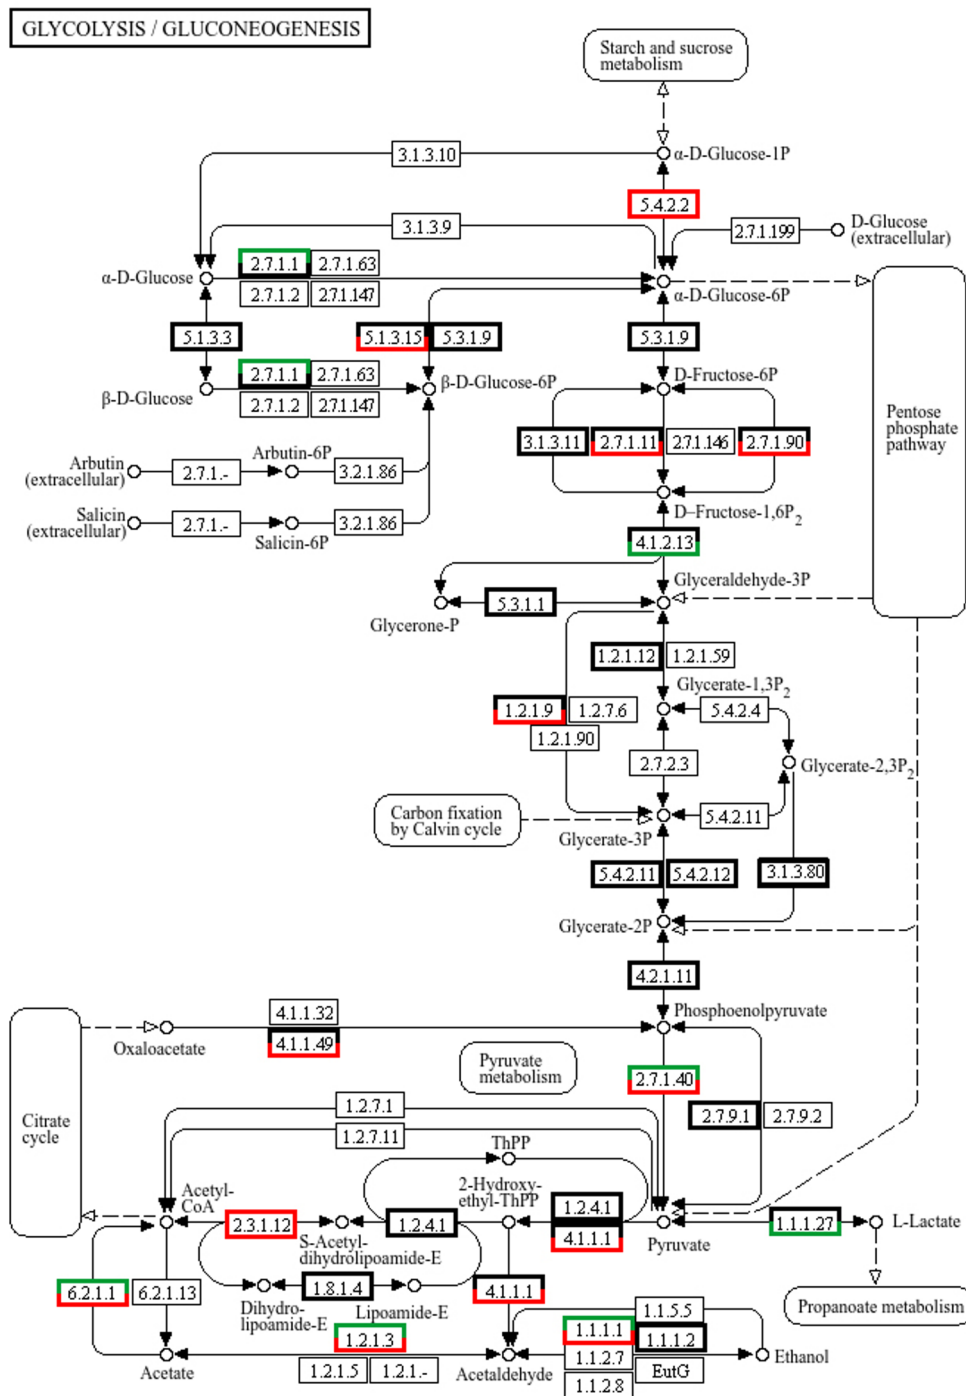 GLYCOLYSIS / GLUCONEOGENESIS
Starch and sucrose
metabolism
3.1.3.10
α-D-Glucose-1P
5.4.2.2
3.1.3.9
2.7.1.199
D-Glucose
(extracellular)
2.7.1.1
2.7.1.63
α-D-Glucose
2.7.1.2
2.7.1.147
α-D-Glucose-6P
5.1.3.3
5.1.3.15
5.3.1.9
5.3.1.9
2.7.1.1
2.7.1.63
β-D-Glucose
2.7.1.2
2.7.1.147
β-D-Glucose-6P
D-Fructose-6P
Pentose
phosphate
pathway
3.1.3.11
2.7.1.11
2.7.1.146
2.7.1.90
Arbutin
(extracellular)
2.7.1.-
Arbutin-6P
3.2.1.86
Salicin
(extracellular)
2.7.1.-
Salicin-6P
3.2.1.86
D-Fructose-1,6P2
4.1.2.13
Glyceraldehyde-3P
5.3.1.1
Glycerone-P
1.2.1.12
1.2.1.59
Glycerate-1,3P2
1.2.1.9
1.2.7.6
1.2.1.90
5.4.2.4
2.7.2.3
Glycerate-2,3P2
Carbon fixation
by Calvin cycle
Glycerate-3P
5.4.2.11
5.4.2.11
5.4.2.12
3.1.3.80
Glycerate-2P
4.2.1.11
4.1.1.32
Oxaloacetate
4.1.1.49
Phosphoenolpyruvate
Pyruvate
metabolism
2.7.1.40
Citrate
cycle
1.2.7.1
1.2.7.11
2.7.9.1
2.7.9.2
ThPP
Acetyl-
CoA
2-Hydroxy-
ethyl-ThPP
2.3.1.12
1.2.4.1
1.2.4.1
4.1.1.1
Pyruvate
1.1.1.27
L-Lactate
S-Acetyl-
dihydrolipoamide-E
6.2.1.1
6.2.1.13
1.8.1.4
4.1.1.1
Dihydro-
lipoamide-E
Lipoamide-E
Propanoate metabolism
1.2.1.3
1.1.5.5
1.1.1.1
1.1.1.2
Acetate
1.2.1.5
1.2.1.-
Acetaldehyde
1.1.2.7
EutG
Ethanol
1.1.2.8